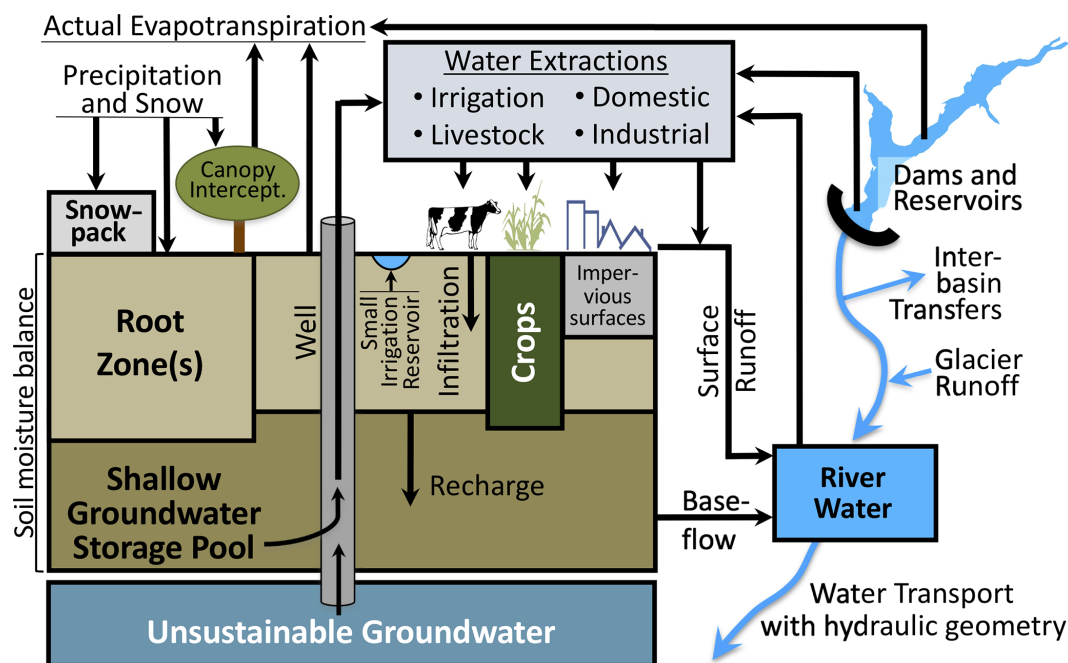 Actual Evapotranspiration
Precipitation
and Snow
Canopy
Intercept.
Snow-
pack
Water Extractions
• Irrigation
• Domestic
• Livestock
• Industrial
Dams and
Reservoirs
Inter-
basin
Transfers
Glacier
Runoff
Soil moisture balance
Root
Zone(s)
Well
Small
Irrigation
Reservoir
Infiltration
Crops
Imper-
vious
surfaces
Surface
Runoff
Shallow
Groundwater
Storage Pool
Recharge
Base-
flow
River
Water
Unsustainable Groundwater
Water Transport
with hydraulic geometry